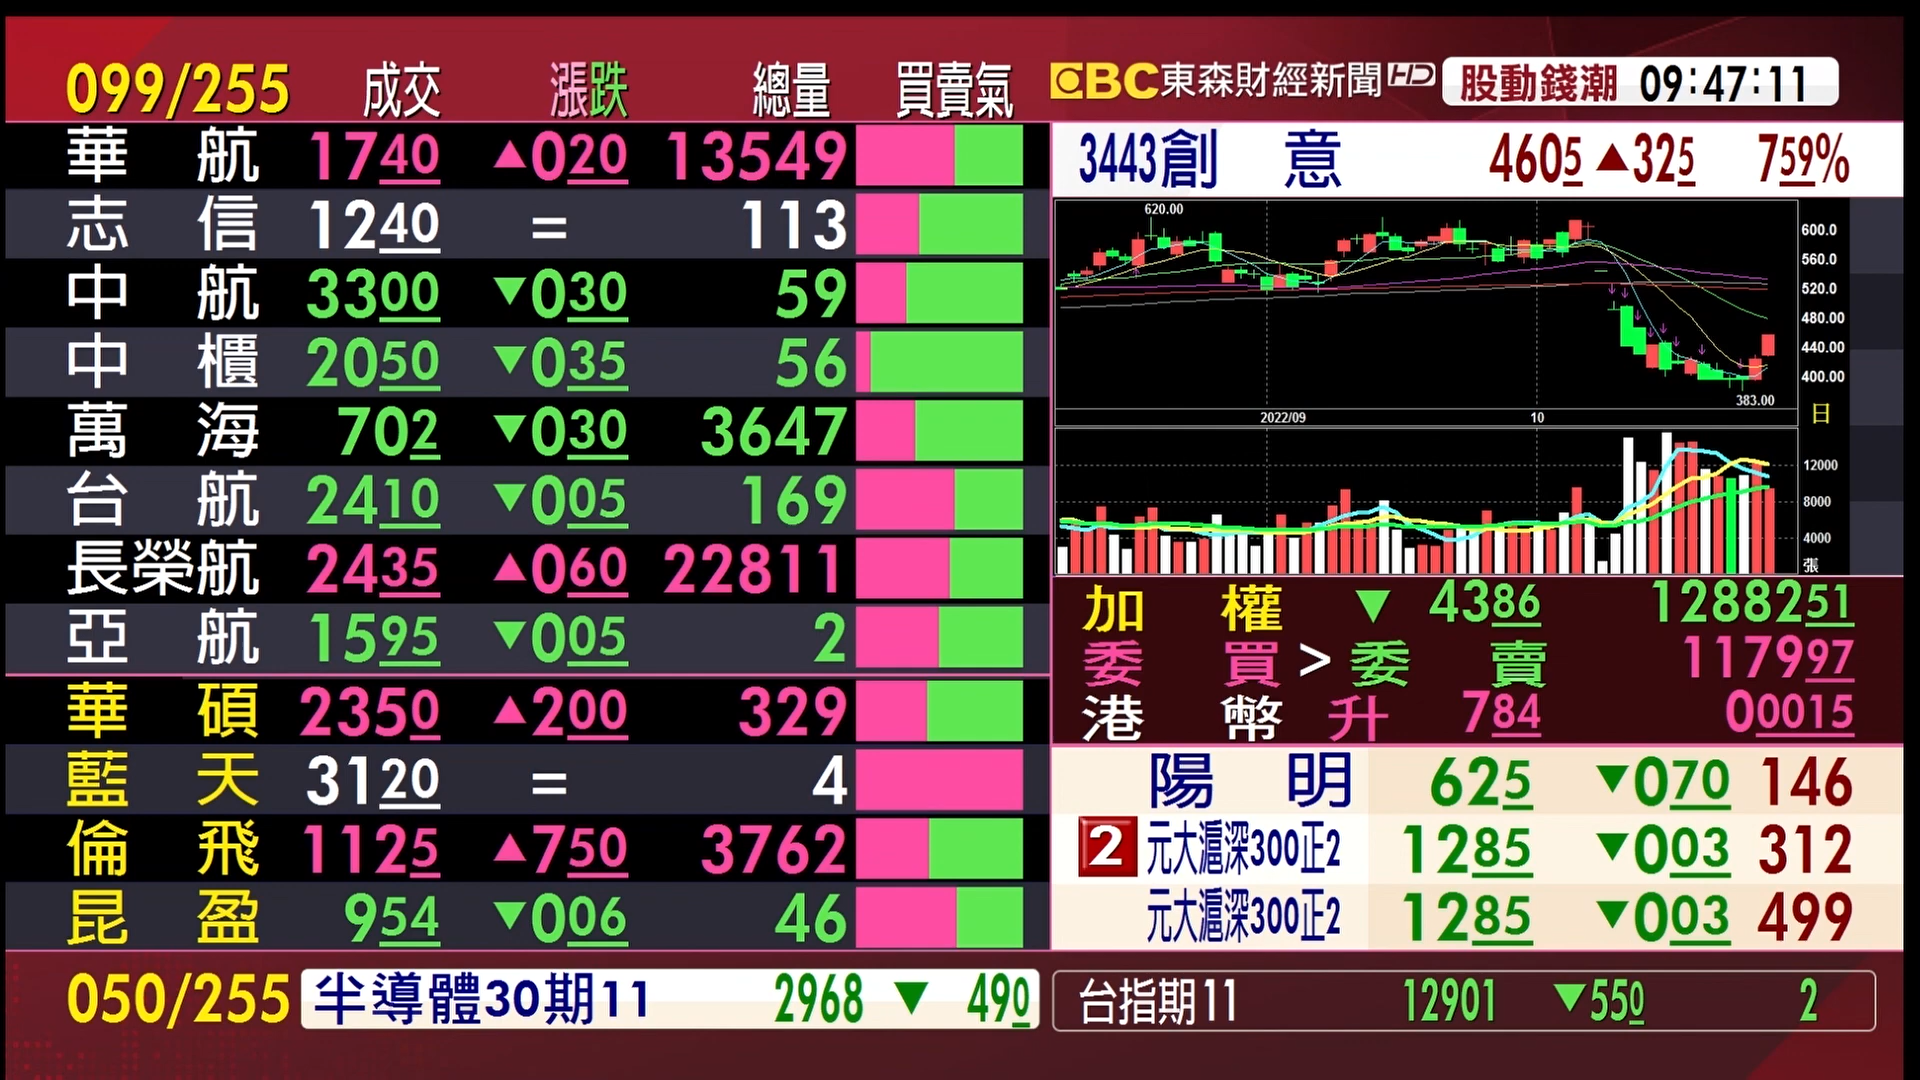 099/255 成交 漲跌 總量 買賣氣
華航 1740 ▲020 13549
志信 1240 = 113
中航 3300 ▼030 59
中櫃 2050 ▼035 56
萬海 702 ▼030 3647
台航 2410 ▼005 169
長榮航 2435 ▲060 22811
亞航 1595 ▼005 2
華碩 2350 ▲200 329
藍天 3120 = 4
倫飛 1125 ▲750 3762
昆盈 954 ▼006 46
050/255 半導體30期11 2968 ▼ 490
EBC東森財經新聞HD 股動錢潮 09:47:11
3443創意 4605 ▲325 759%
620.00
600.0
560.0
520.0
480.00
440.00
400.00
383.00
2022/09 10 日
12000
8000
4000
張
加權 ▼ 4386 1288251
委買>委賣 117997
港幣升 784 00015
陽明 625 ▼070 146
2 元大滬深300正2 1285 ▼003 312
元大滬深300正2 1285 ▼003 499
台指期11 12901 ▼550 2